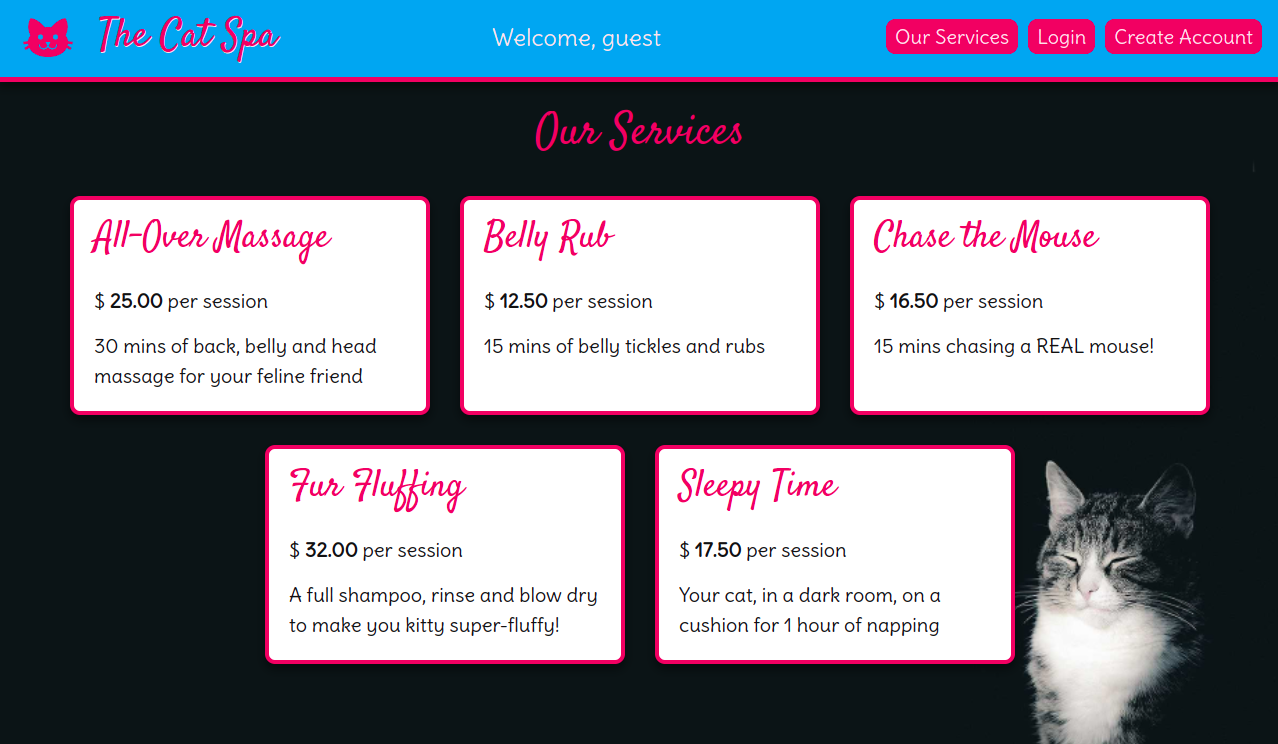 The Cat Spa
Welcome, guest
Our Services
Login
Create Account
Our Services
All-Over Massage
$ 25.00 per session
30 mins of back, belly and head
massage for your feline friend
Belly Rub
$ 12.50 per session
15 mins of belly tickles and rubs
Chase the Mouse
$ 16.50 per session
15 mins chasing a REAL mouse!
Fur Fluffing
$ 32.00 per session
A full shampoo, rinse and blow dry
to make you kitty super-fluffy!
Sleepy Time
$ 17.50 per session
Your cat, in a dark room, on a
cushion for 1 hour of napping